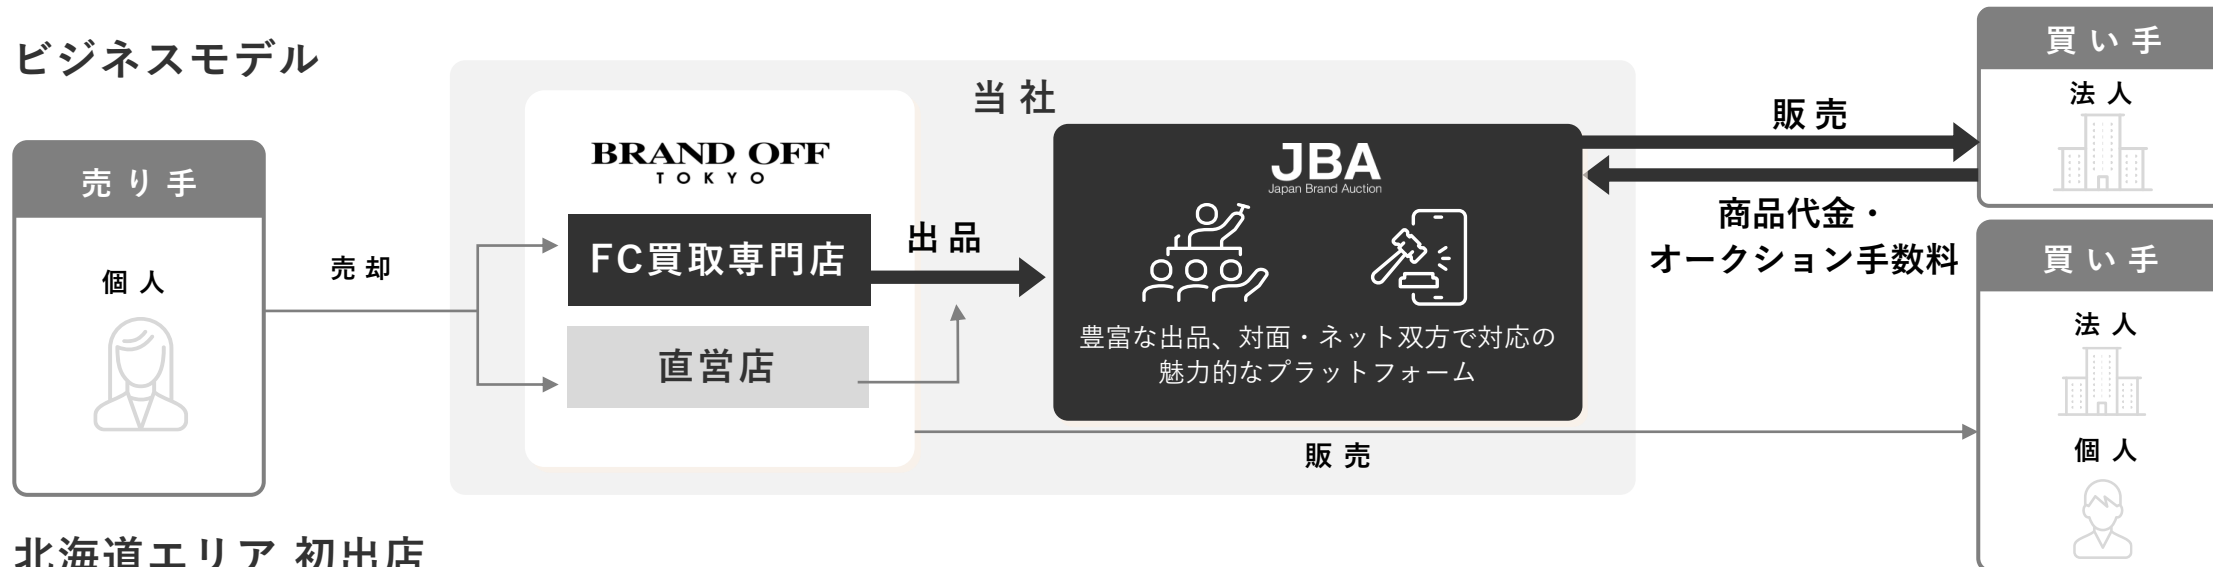 ビジネスモデル
売り手
個人
売却
当社
BRAND OFF
TOKYO
FC買取専門店
直営店
出品
JBA
Japan Brand Auction
豊富な出品、対面・ネット双方で対応の
魅力的なプラットフォーム
販売
商品代金・
オークション手数料
販売
買い手
法人
買い手
法人
個人
北海道エリア 初出店